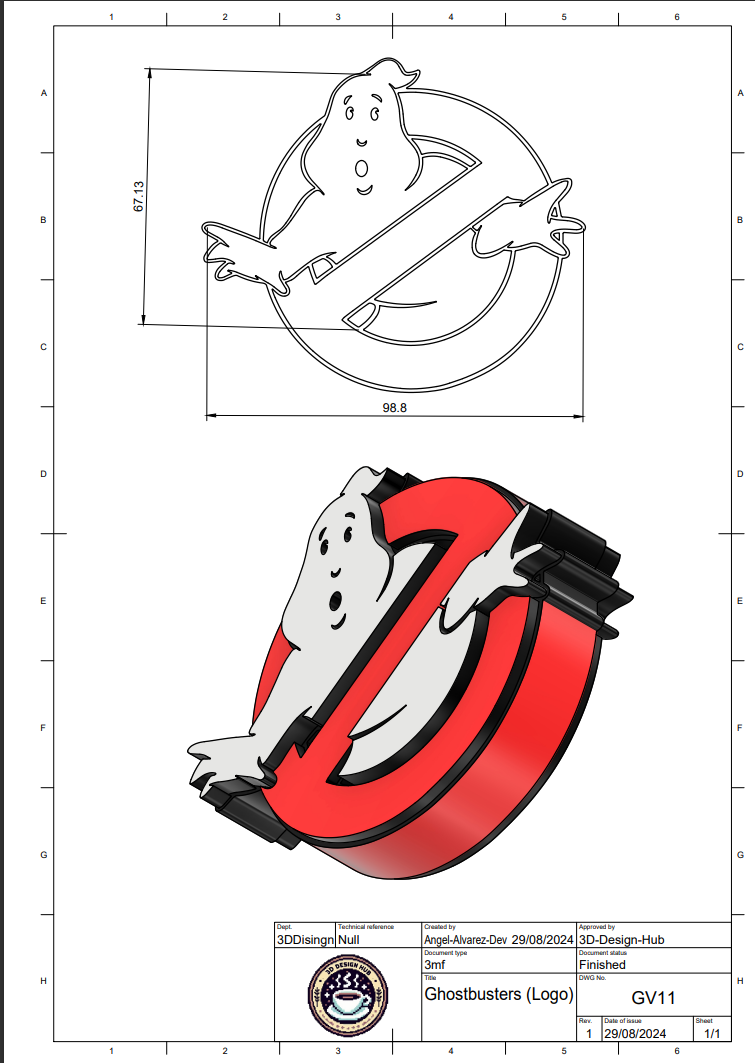 1 2 3 4 5 6
A A
67.13
B B
C C
98.8
D D
E E
F F
G G
Dept. Technical reference Created by Approved by
3DDisingn Null Angel-Alvarez-Dev 29/08/2024 3D-Design-Hub
Document type Document status
3mf Finished
Title DWG No.
Ghostbusters (Logo) GV11
3D DESIGN HUB
H H
Rev. Date of issue Sheet
1 29/08/2024 1/1
1 2 3 4 5 6